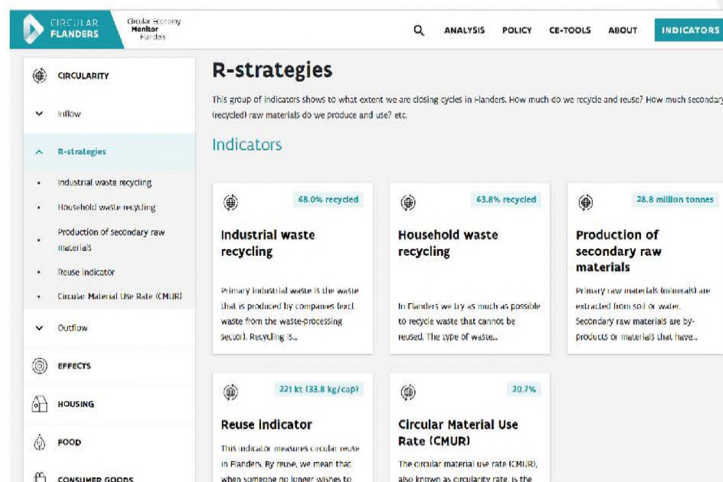 CIRCULAR
FLANDERS
Circular Economy
Monitor
Flanders
ANALYSIS
POLICY
CE-TOOLS
ABOUT
INDICATORS
CIRCULARITY
Inflow
R-strategies
Industrial waste recycling
Household waste recycling
Production of secondary raw
materials
Reuse indicator
Circular Material Use Rate (CMUR)
Outflow
EFFECTS
HOUSING
FOOD
CONSUMER GOODS
R-strategies
This group of indicators shows to what extent we are closing cycles in Flanders. How much do we recycle and reuse? How much secondary
(recycled) raw materials do we produce and use? etc.
Indicators
68.0% recycled
Industrial waste
recycling
Primary industrial waste is the waste
that is produced by companies (excl.
waste from the waste-processing
sector). Recycling is...
63.8% recycled
Household waste
recycling
In Flanders we try as much as possible
to recycle waste that cannot be
reused. The type of waste...
28.8 million tonnes
Production of
secondary raw
materials
Primary raw materials (minerals) are
extracted from soil or water.
Secondary raw materials are by-
products or materials that have...
221 kt (33.8 kg/cap)
Reuse indicator
This indicator measures circular reuse
in Flanders. By reuse, we mean that
when someone no longer wishes to
20.7%
Circular Material Use
Rate (CMUR)
The circular material use rate (CMUR),
also known as circularity rate, is the